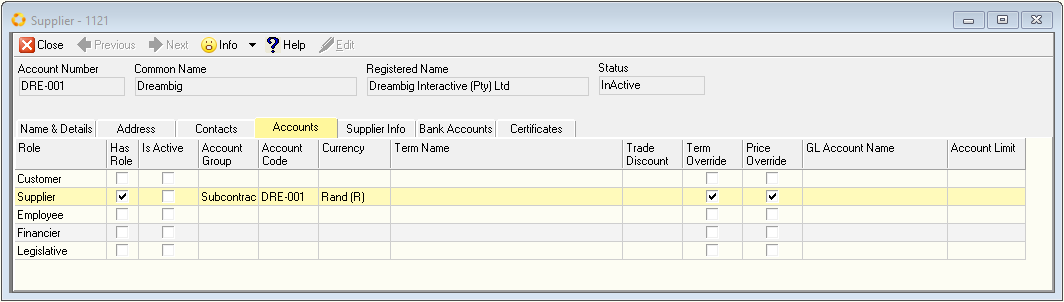 Supplier - 1121
Close Previous Next Info Help Edit
Account Number Common Name Registered Name Status
DRE-001 Dreambig Dreambig Interactive (Pty) Ltd InActive
Name & Details Address Contacts Accounts Supplier Info Bank Accounts Certificates
Role Has Role Is Active Account Group Account Code Currency Term Name Trade Discount Term Override Price Override GL Account Name Account Limit
Customer
Supplier Subcontrac DRE-001 Rand (R)
Employee
Financier
Legislative